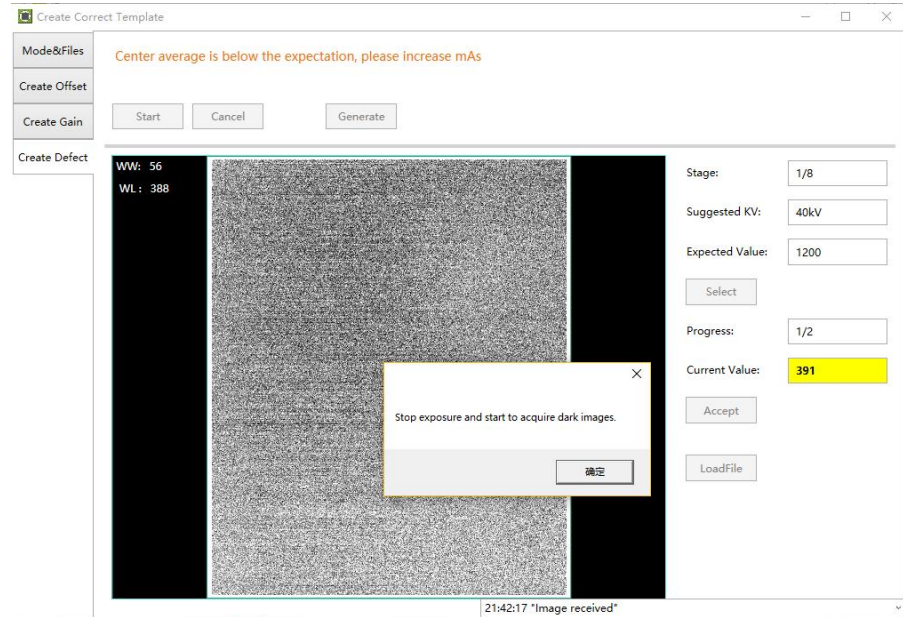 Create Correct Template
Mode&Files
Create Offset
Create Gain
Create Defect
Center average is below the expectation, please increase mAs
Start
Cancel
Generate
WW: 56
WL: 388
Stage:
1/8
Suggested KV:
40kV
Expected Value:
1200
Select
Progress:
1/2
Current Value:
391
Accept
LoadFile
Stop exposure and start to acquire dark images.
确定
21:42:17 "Image received"